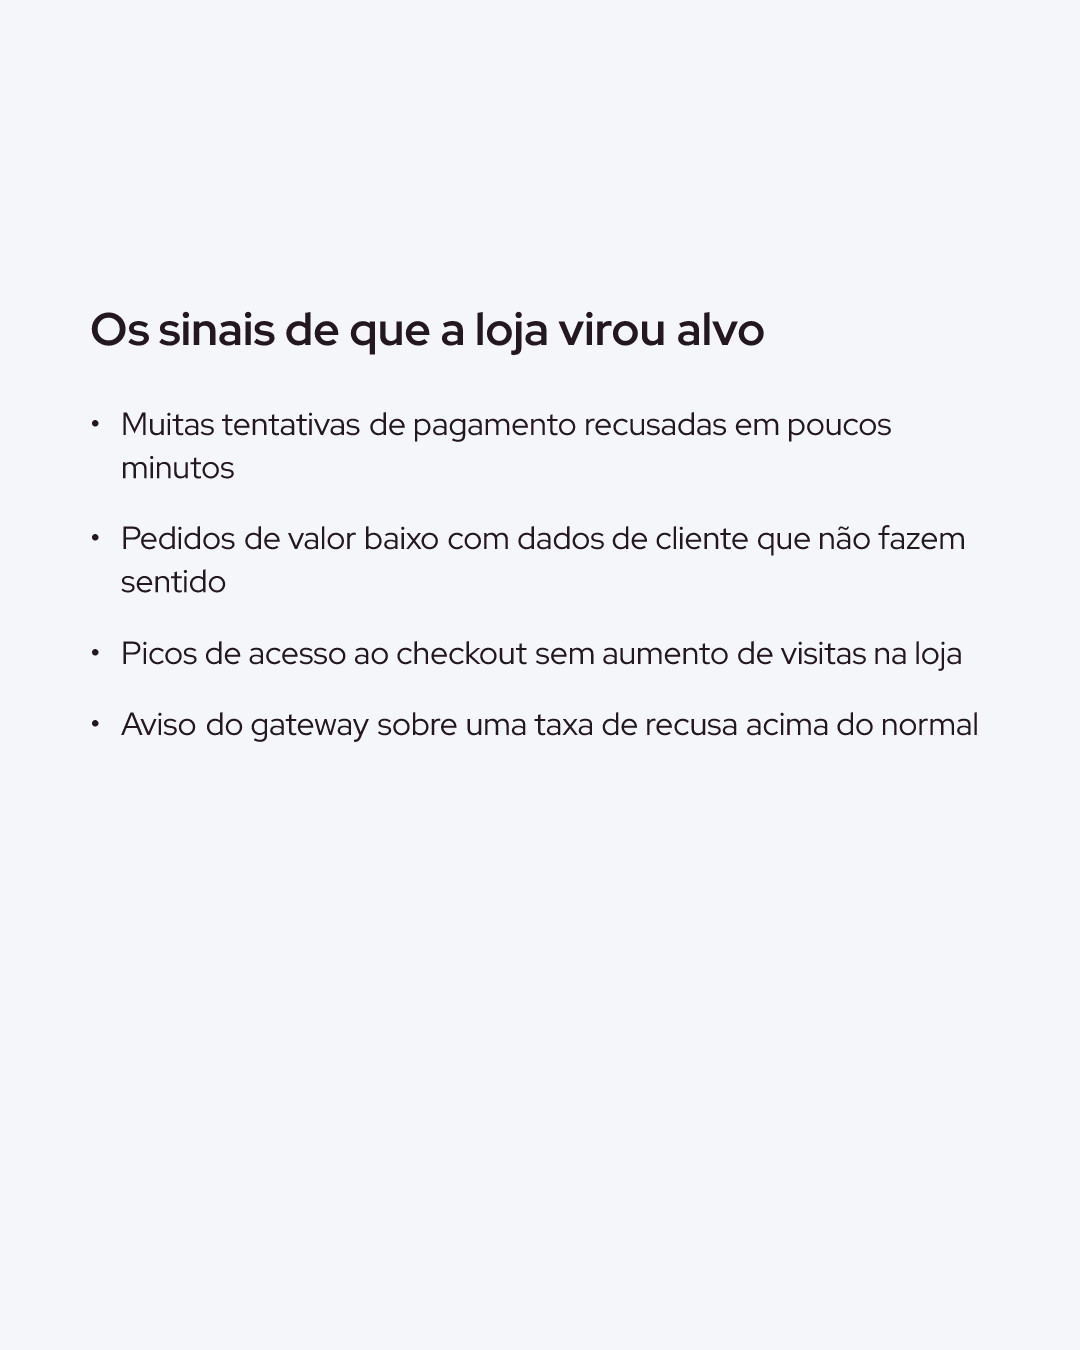 Os sinais de que a loja virou alvo
• Muitas tentativas de pagamento recusadas em poucos
minutos
• Pedidos de valor baixo com dados de cliente que não fazem
sentido
• Picos de acesso ao checkout sem aumento de visitas na loja
• Aviso do gateway sobre uma taxa de recusa acima do normal